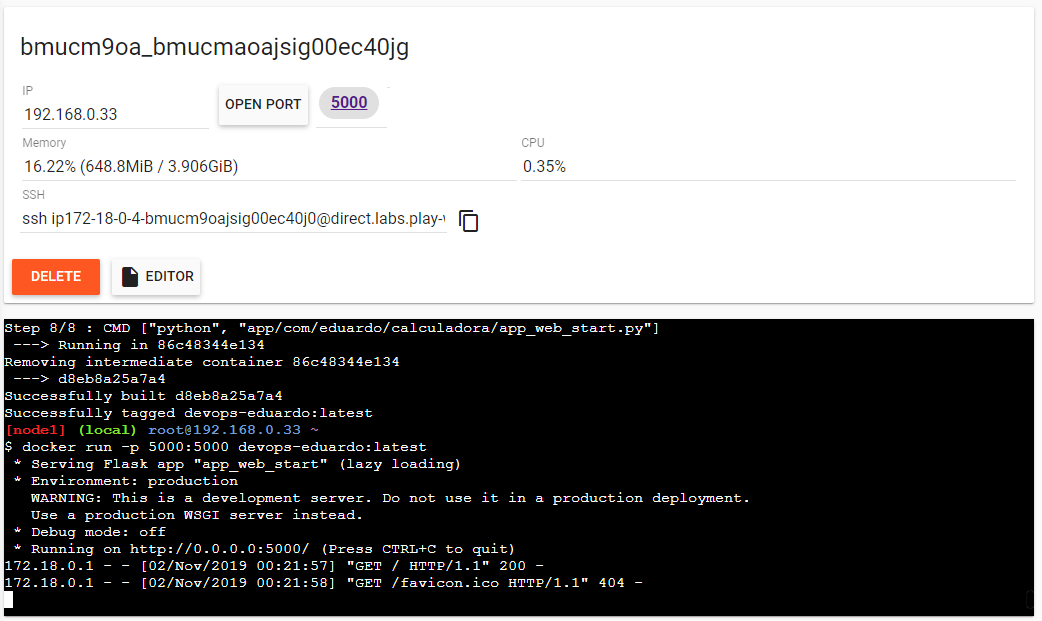 bmucm9oa_bmucmaoajsig00ec40jg
IP
192.168.0.33
OPEN PORT
5000
Memory
16.22% (648.8MiB / 3.906GiB)
CPU
0.35%
SSH
ssh ip172-18-0-4-bmucm9oajsig00ec40j0@direct.labs.play-
DELETE
EDITOR
Step 8/8 : CMD ["python", "app/com/eduardo/calculadora/app_web_start.py"]
---> Running in 86c48344e134
Removing intermediate container 86c48344e134
---> d8eb8a25a7a4
Successfully built d8eb8a25a7a4
Successfully tagged devops-eduardo:latest
[node1] (local) root@192.168.0.33 ~
$ docker run -p 5000:5000 devops-eduardo:latest
* Serving Flask app "app_web_start" (lazy loading)
* Environment: production
WARNING: This is a development server. Do not use it in a production deployment.
Use a production WSGI server instead.
* Debug mode: off
* Running on http://0.0.0.0:5000/ (Press CTRL+C to quit)
172.18.0.1 - - [02/Nov/2019 00:21:57] "GET / HTTP/1.1" 200 -
172.18.0.1 - - [02/Nov/2019 00:21:58] "GET /favicon.ico HTTP/1.1" 404 -